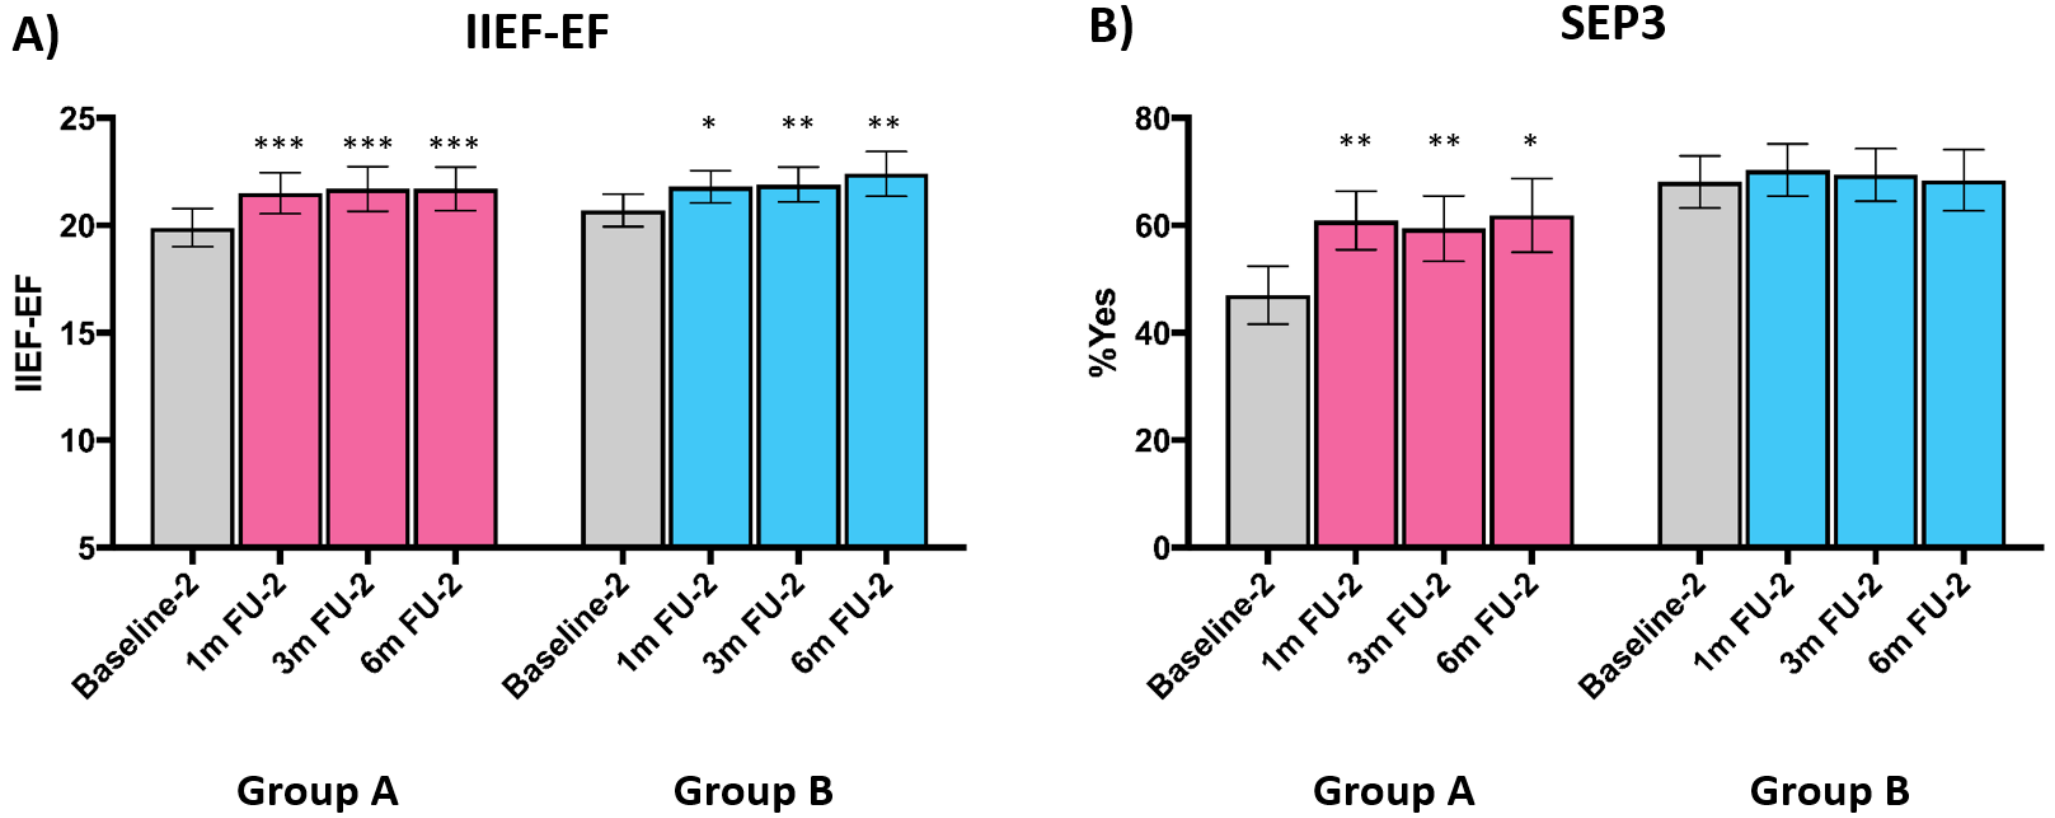 A)
IIEF-EF
IIEF-EF
25
20
15
10
5
*** *** ***
* ** **
Baseline-2
1m FU-2
3m FU-2
6m FU-2
Baseline-2
1m FU-2
3m FU-2
6m FU-2
Group A
Group B
B)
SEP3
%Yes
80
60
40
20
0
** ** *
Baseline-2
1m FU-2
3m FU-2
6m FU-2
Baseline-2
1m FU-2
3m FU-2
6m FU-2
Group A
Group B